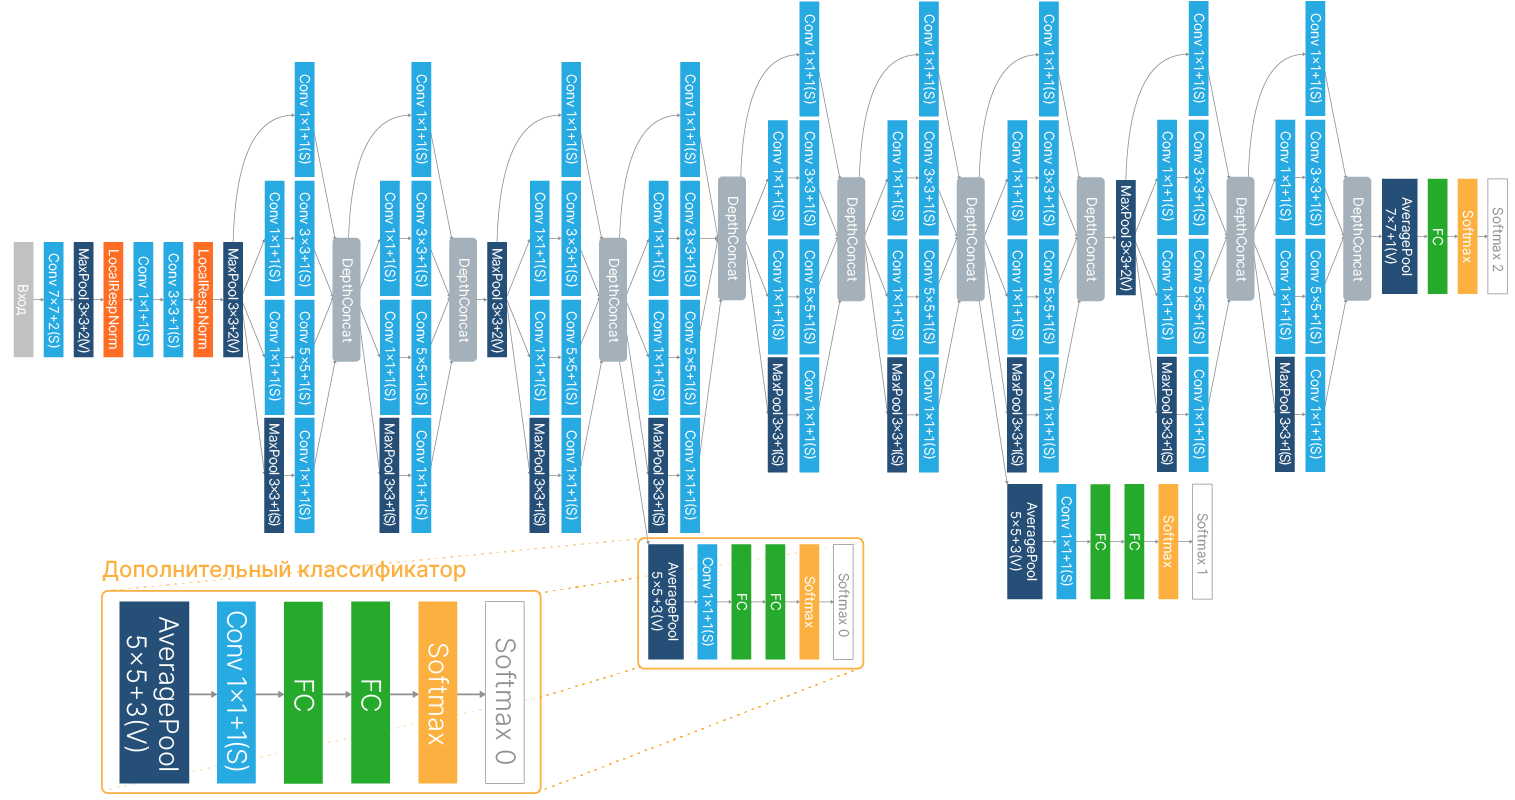 Вход
Conv 7×7+2(S)
MaxPool 3×3+2(V)
LocalRespNorm
Conv 1×1+1(S)
Conv 3×3+1(S)
LocalRespNorm
MaxPool 3×3+2(V)
Conv 1×1+1(S)
Conv 1×1+1(S)
MaxPool 3×3+1(S)
Conv 1×1+1(S)
Conv 3×3+1(S)
Conv 5×5+1(S)
Conv 1×1+1(S)
DepthConcat
Conv 1×1+1(S)
Conv 1×1+1(S)
MaxPool 3×3+1(S)
Conv 1×1+1(S)
Conv 3×3+1(S)
Conv 5×5+1(S)
Conv 1×1+1(S)
DepthConcat
MaxPool 3×3+2(V)
Conv 1×1+1(S)
Conv 1×1+1(S)
MaxPool 3×3+1(S)
Conv 1×1+1(S)
Conv 3×3+1(S)
Conv 5×5+1(S)
Conv 1×1+1(S)
DepthConcat
Conv 1×1+1(S)
Conv 1×1+1(S)
MaxPool 3×3+1(S)
Conv 1×1+1(S)
Conv 3×3+1(S)
Conv 5×5+1(S)
Conv 1×1+1(S)
DepthConcat
Conv 1×1+1(S)
Conv 1×1+1(S)
MaxPool 3×3+1(S)
Conv 1×1+1(S)
Conv 3×3+1(S)
Conv 5×5+1(S)
Conv 1×1+1(S)
DepthConcat
Conv 1×1+1(S)
Conv 1×1+1(S)
MaxPool 3×3+1(S)
Conv 1×1+1(S)
Conv 3×3+1(S)
Conv 5×5+1(S)
Conv 1×1+1(S)
DepthConcat
Conv 1×1+1(S)
Conv 1×1+1(S)
MaxPool 3×3+1(S)
Conv 1×1+1(S)
Conv 3×3+1(S)
Conv 5×5+1(S)
Conv 1×1+1(S)
DepthConcat
MaxPool 3×3+2(V)
Conv 1×1+1(S)
Conv 1×1+1(S)
MaxPool 3×3+1(S)
Conv 1×1+1(S)
Conv 3×3+1(S)
Conv 5×5+1(S)
Conv 1×1+1(S)
DepthConcat
Conv 1×1+1(S)
Conv 1×1+1(S)
MaxPool 3×3+1(S)
Conv 1×1+1(S)
Conv 3×3+1(S)
Conv 5×5+1(S)
Conv 1×1+1(S)
DepthConcat
AveragePool
7×7+1(V)
FC
Softmax
Softmax 2
AveragePool
5×5+3(V)
Conv 1×1+1(S)
FC
FC
Softmax
Softmax 1
AveragePool
5×5+3(V)
Conv 1×1+1(S)
FC
FC
Softmax
Softmax 0
Дополнительный классификатор
AveragePool
5×5+3(V)
Conv 1×1+1(S)
FC
FC
Softmax
Softmax 0